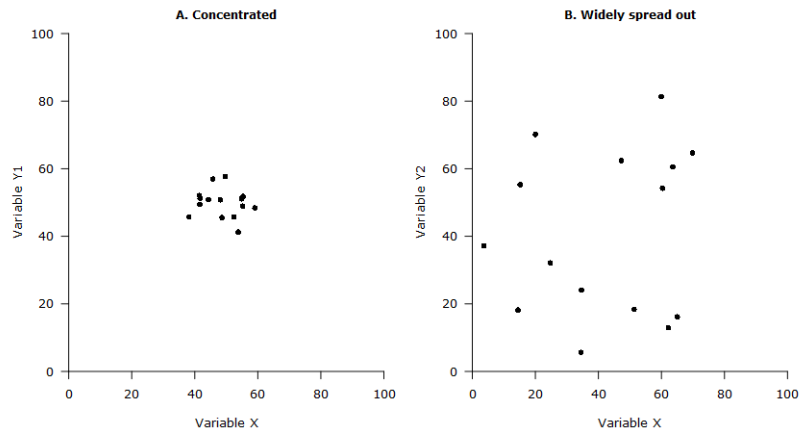 A. Concentrated
100
80
60
40
20
0
0 20 40 60 80 100
Variable Y1
Variable X
B. Widely spread out
100
80
60
40
20
0
0 20 40 60 80 100
Variable Y2
Variable X